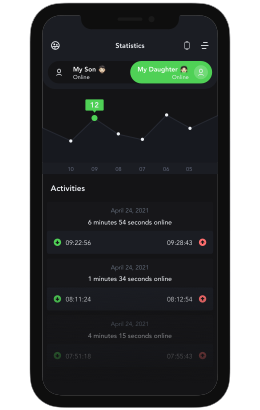 Statistics
My Son
Online
My Daughter
Online
12
10 09 08 07 06 05
Activities
April 24, 2021
6 minutes 54 seconds online
09:22:56 09:28:43
April 24, 2021
1 minutes 34 seconds online
08:11:24 08:12:54
April 24, 2021
4 minutes 15 seconds online
07:51:18 07:55:43